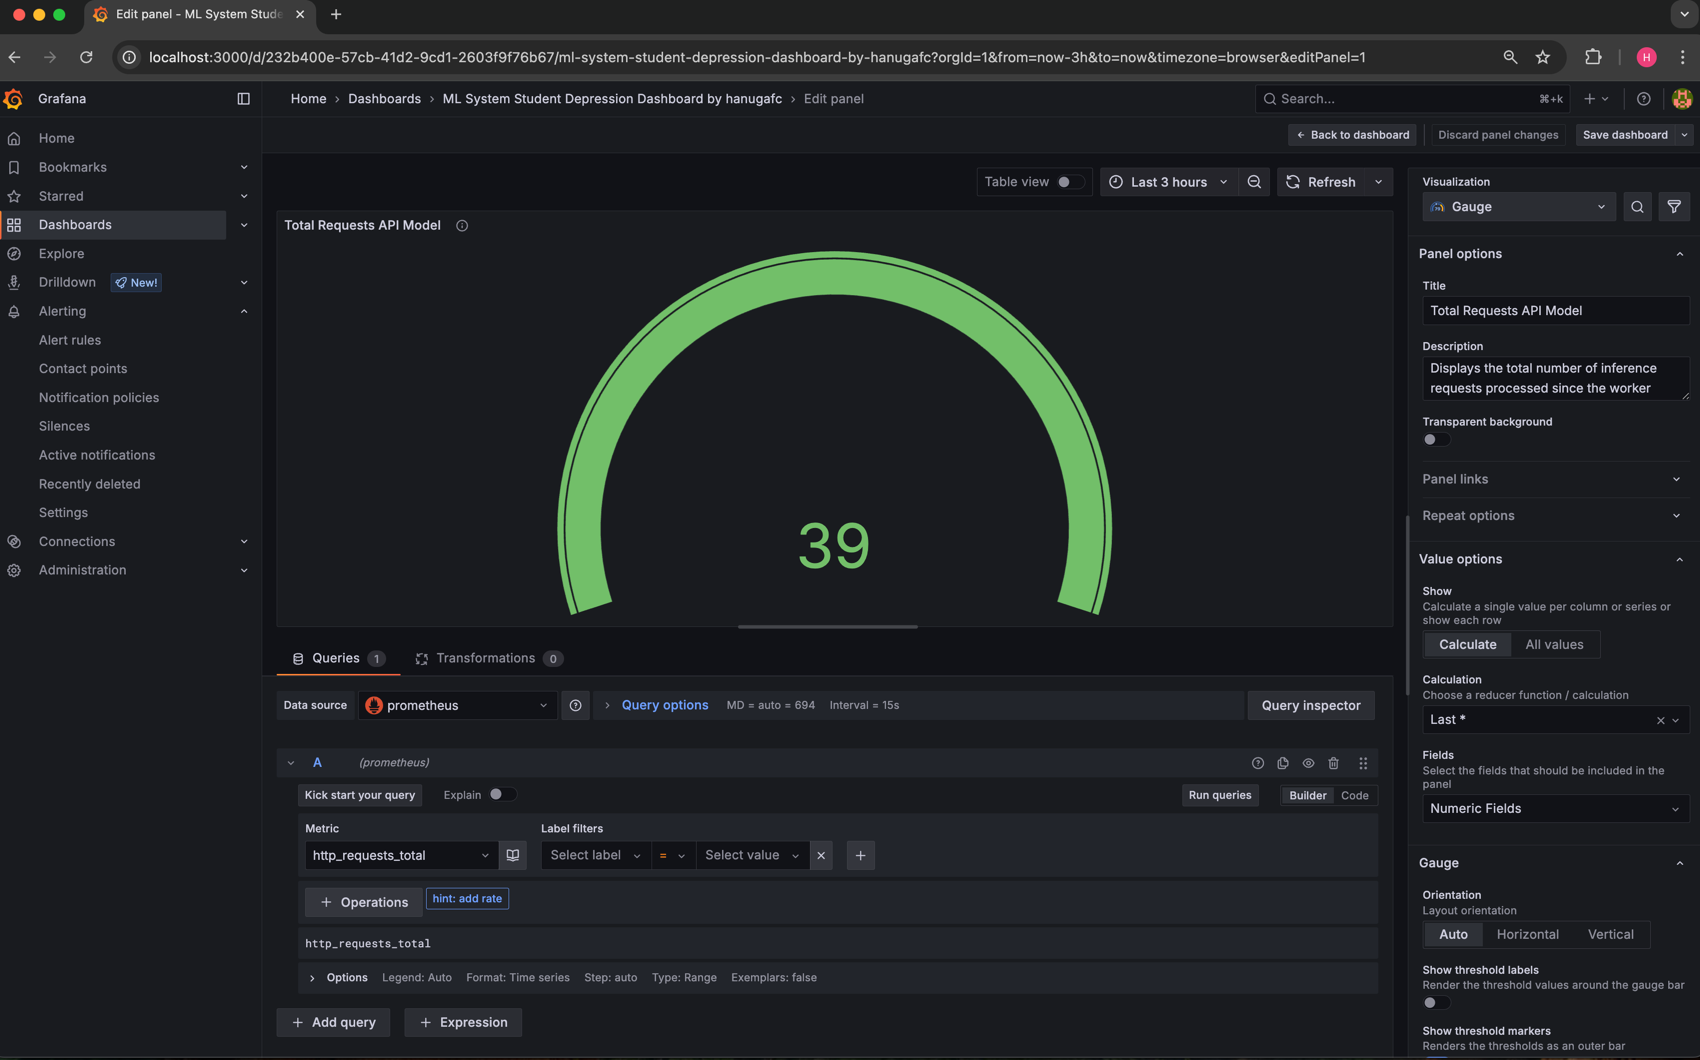 Edit panel - ML System Stude
localhost:3000/d/232b400e-57cb-41d2-9cd1-2603f9f76b67/ml-system-student-depression-dashboard-by-hanugafc?orgId=1&from=now-3h&to=now&timezone=browser&editPanel=1
H
Grafana
Home › Dashboards › ML System Student Depression Dashboard by hanugafc › Edit panel
Search...
⌘+k
Back to dashboard
Discard panel changes
Save dashboard
Home
Bookmarks
Starred
Dashboards
Explore
Drilldown
New!
Alerting
Alert rules
Contact points
Notification policies
Silences
Active notifications
Recently deleted
Settings
Connections
Administration
Table view
Last 3 hours
Refresh
Total Requests API Model
39
Queries 1
Transformations 0
Data source
prometheus
Query options
MD = auto = 694
Interval = 15s
Query inspector
A
(prometheus)
Kick start your query
Explain
Run queries
Builder
Code
Metric
Label filters
http_requests_total
Select label
=
Select value
Operations
hint: add rate
http_requests_total
Options
Legend: Auto
Format: Time series
Step: auto
Type: Range
Exemplars: false
+ Add query
+ Expression
Visualization
Gauge
Panel options
Title
Total Requests API Model
Description
Displays the total number of inference
requests processed since the worker
Transparent background
Panel links
Repeat options
Value options
Show
Calculate a single value per column or series or
show each row
Calculate
All values
Calculation
Choose a reducer function / calculation
Last *
Fields
Select the fields that should be included in the
panel
Numeric Fields
Gauge
Orientation
Layout orientation
Auto
Horizontal
Vertical
Show threshold labels
Render the threshold values around the gauge bar
Show threshold markers
Renders the thresholds as an outer bar